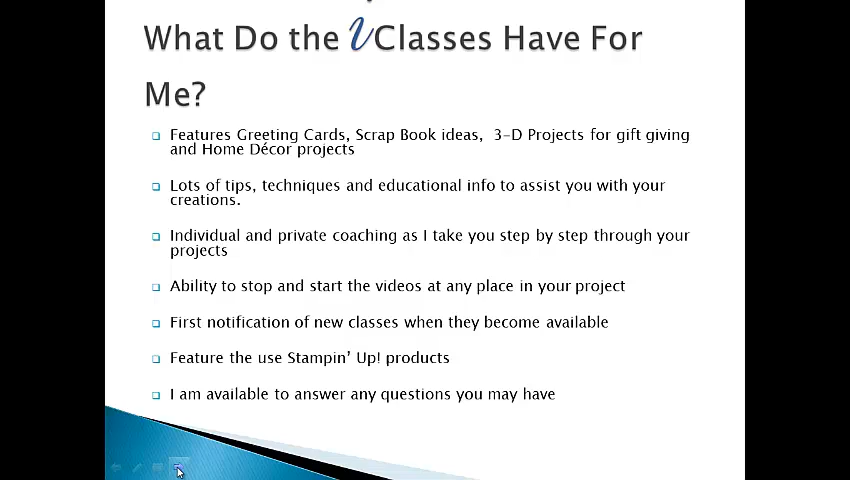 What Do the i Classes Have For
Me?
Features Greeting Cards, Scrap Book ideas,  3-D Projects for gift giving
and Home Décor projects
Lots of tips, techniques and educational info to assist you with your
creations.
Individual and private coaching as I take you step by step through your
projects
Ability to stop and start the videos at any place in your project
First notification of new classes when they become available
Feature the use Stampin’ Up! products
I am available to answer any questions you may have